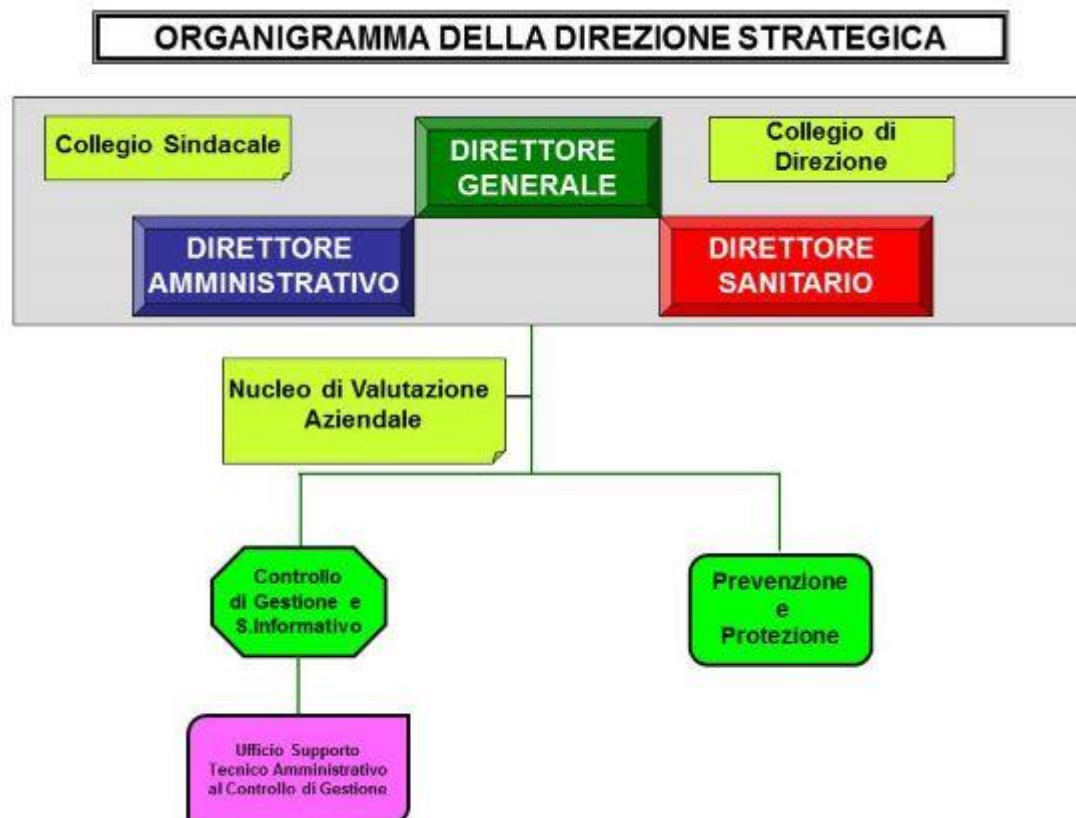 ORGANIGRAMMA DELLA DIREZIONE STRATEGICA
Collegio Sindacale
DIRETTORE
GENERALE
Collegio di
Direzione
DIRETTORE
AMMINISTRATIVO
DIRETTORE
SANITARIO
Nucleo di Valutazione
Aziendale
Controllo
di Gestione e
S.Informativo
Prevenzione
e
Protezione
Ufficio Supporto
Tecnico Amministrativo
al Controllo di Gestione